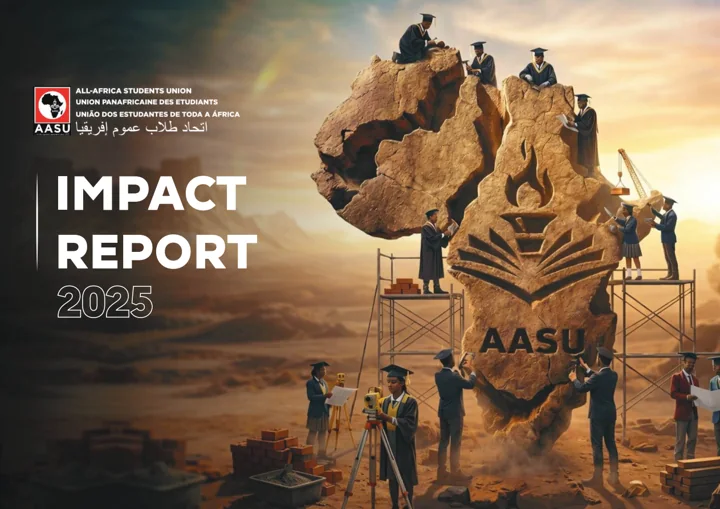 ALL-AFRICA STUDENTS UNION
UNION PANAFRICAINE DES ETUDIANTS
UNIÃO DOS ESTUDANTES DE TODA A ÁFRICA
اتحاد طلاب عموم إفريقيا
AASU
IMPACT
REPORT
2025
AASU